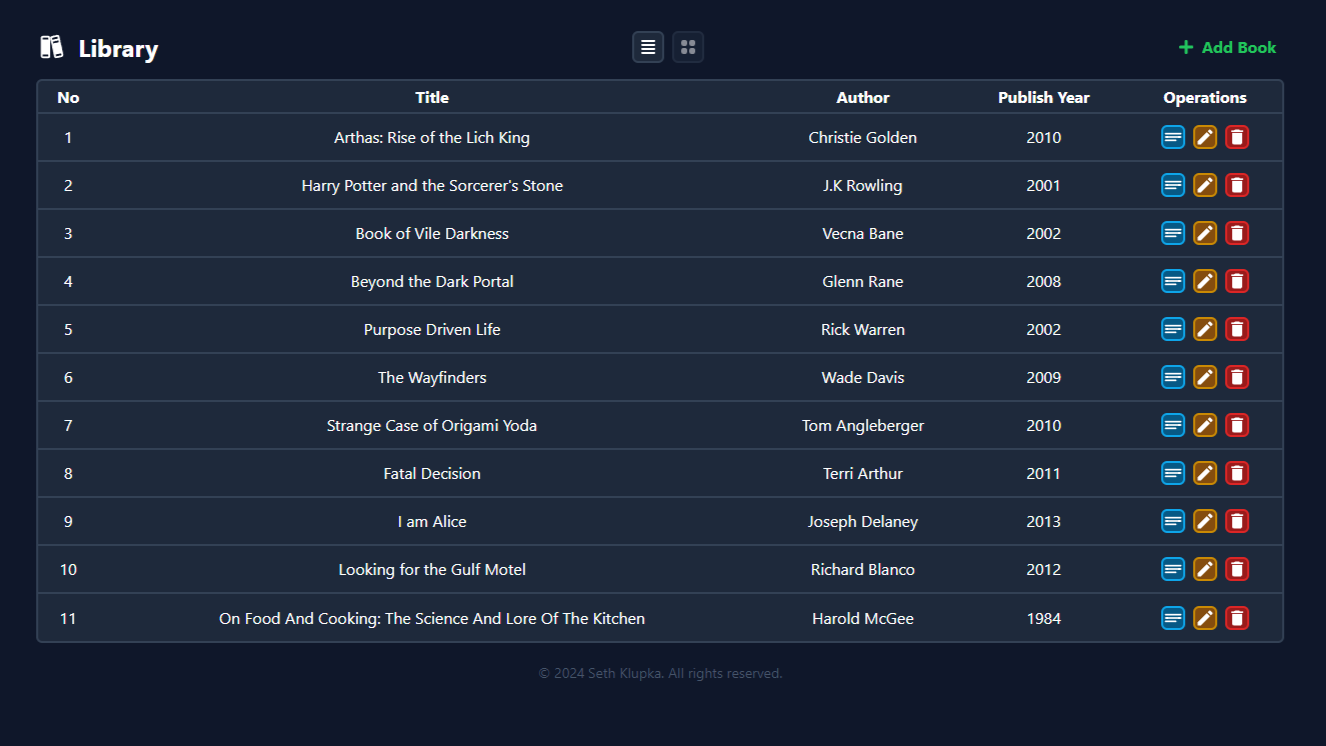 Library
Add Book
No Title Author Publish Year Operations
1 Arthas: Rise of the Lich King Christie Golden 2010
2 Harry Potter and the Sorcerer's Stone J.K Rowling 2001
3 Book of Vile Darkness Vecna Bane 2002
4 Beyond the Dark Portal Glenn Rane 2008
5 Purpose Driven Life Rick Warren 2002
6 The Wayfinders Wade Davis 2009
7 Strange Case of Origami Yoda Tom Angleberger 2010
8 Fatal Decision Terri Arthur 2011
9 I am Alice Joseph Delaney 2013
10 Looking for the Gulf Motel Richard Blanco 2012
11 On Food And Cooking: The Science And Lore Of The Kitchen Harold McGee 1984
© 2024 Seth Klupka. All rights reserved.